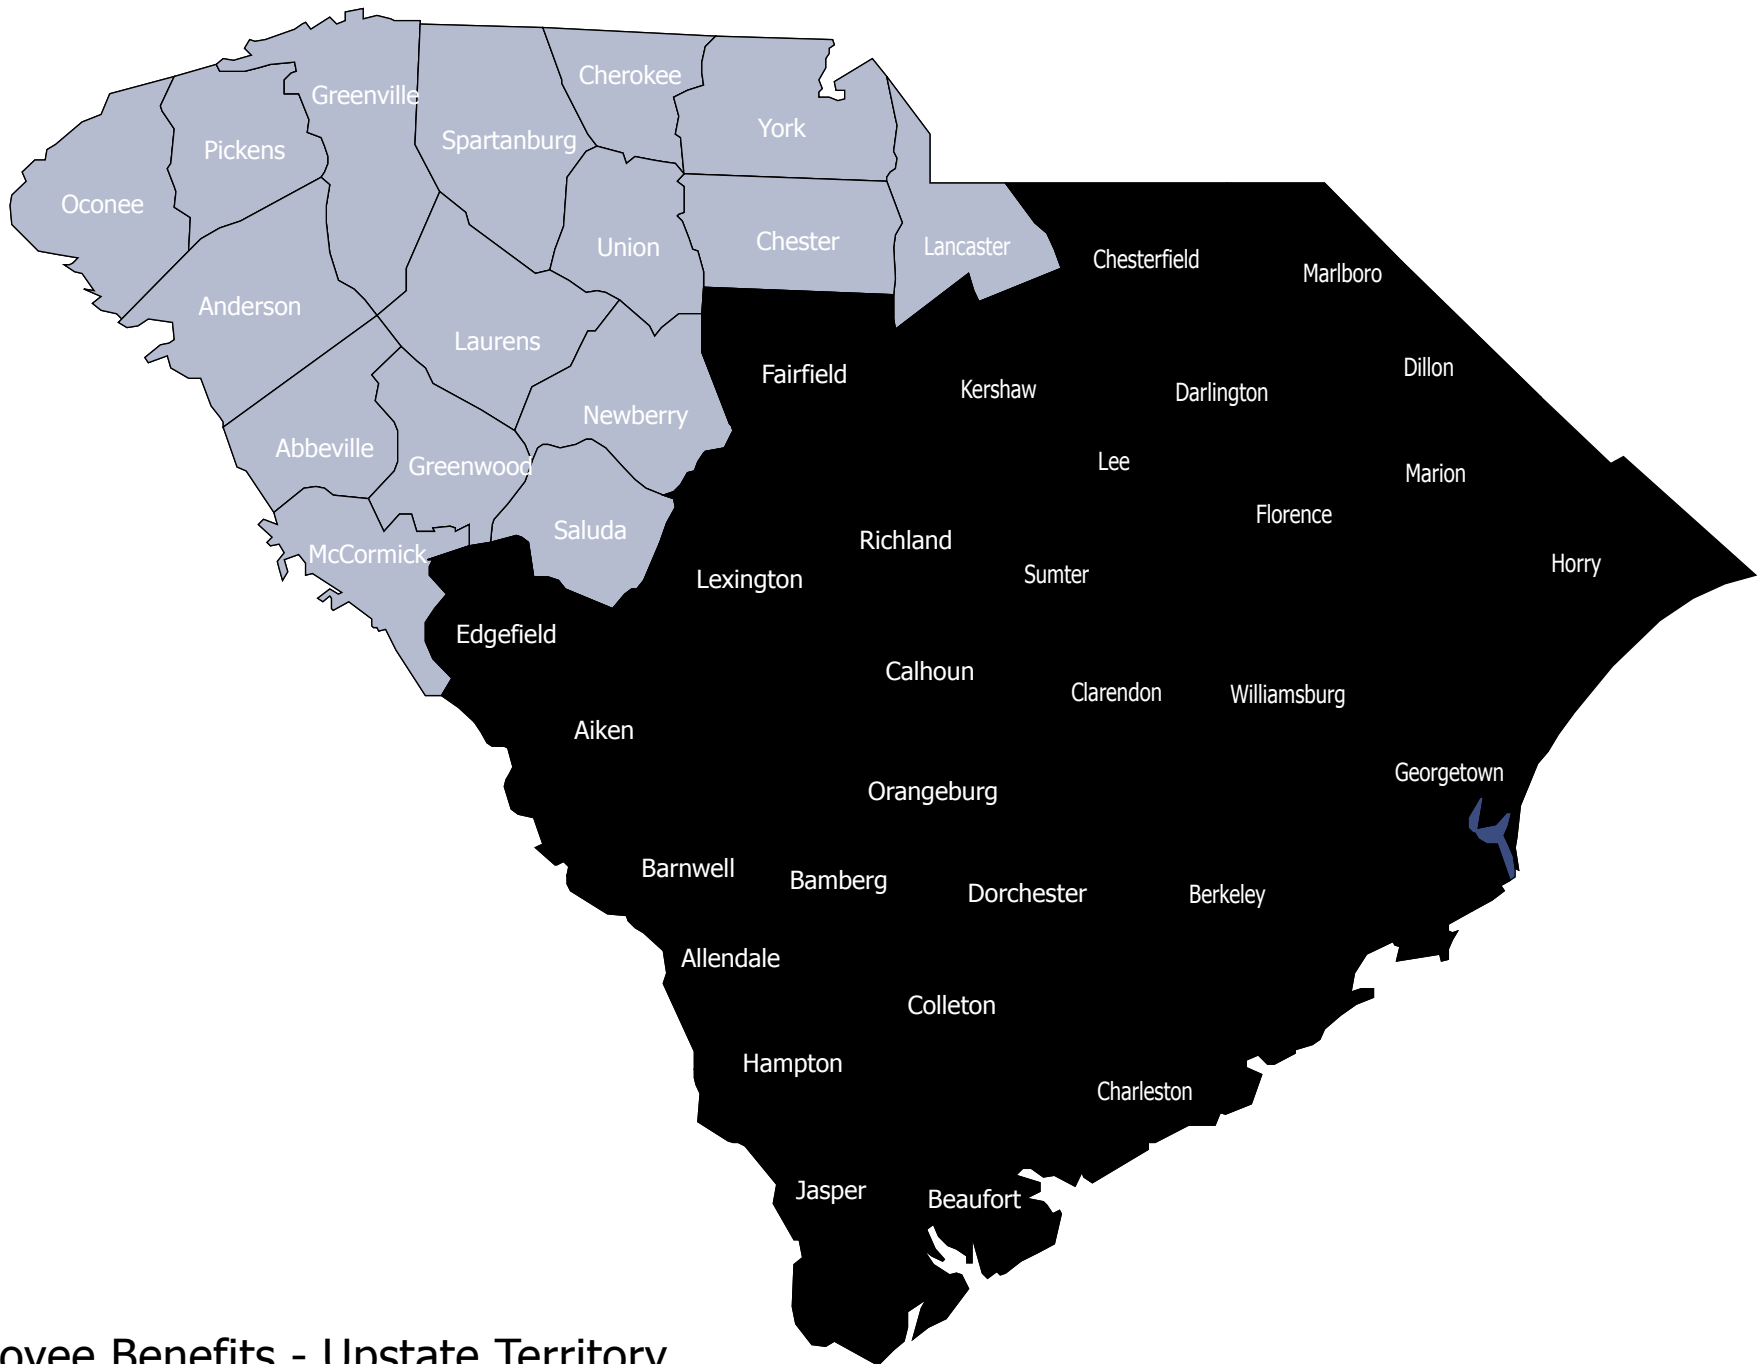 Cherokee
Greenville
York
Spartanburg
Pickens
Oconee
Chester
Union
Lancaster
Chesterfield
Marlboro
Anderson
Laurens
Dillon
Fairfield
Kershaw
Darlington
Newberry
Abbeville
Lee
Greenwood
Marion
Florence
Saluda
Richland
McCormick
Horry
Sumter
Lexington
Edgefield
Calhoun
Clarendon
Williamsburg
Aiken
Georgetown
Orangeburg
Barnwell
Bamberg
Dorchester
Berkeley
Allendale
Colleton
Hampton
Charleston
Jasper
Beaufort
Benefits - Upstate Territory